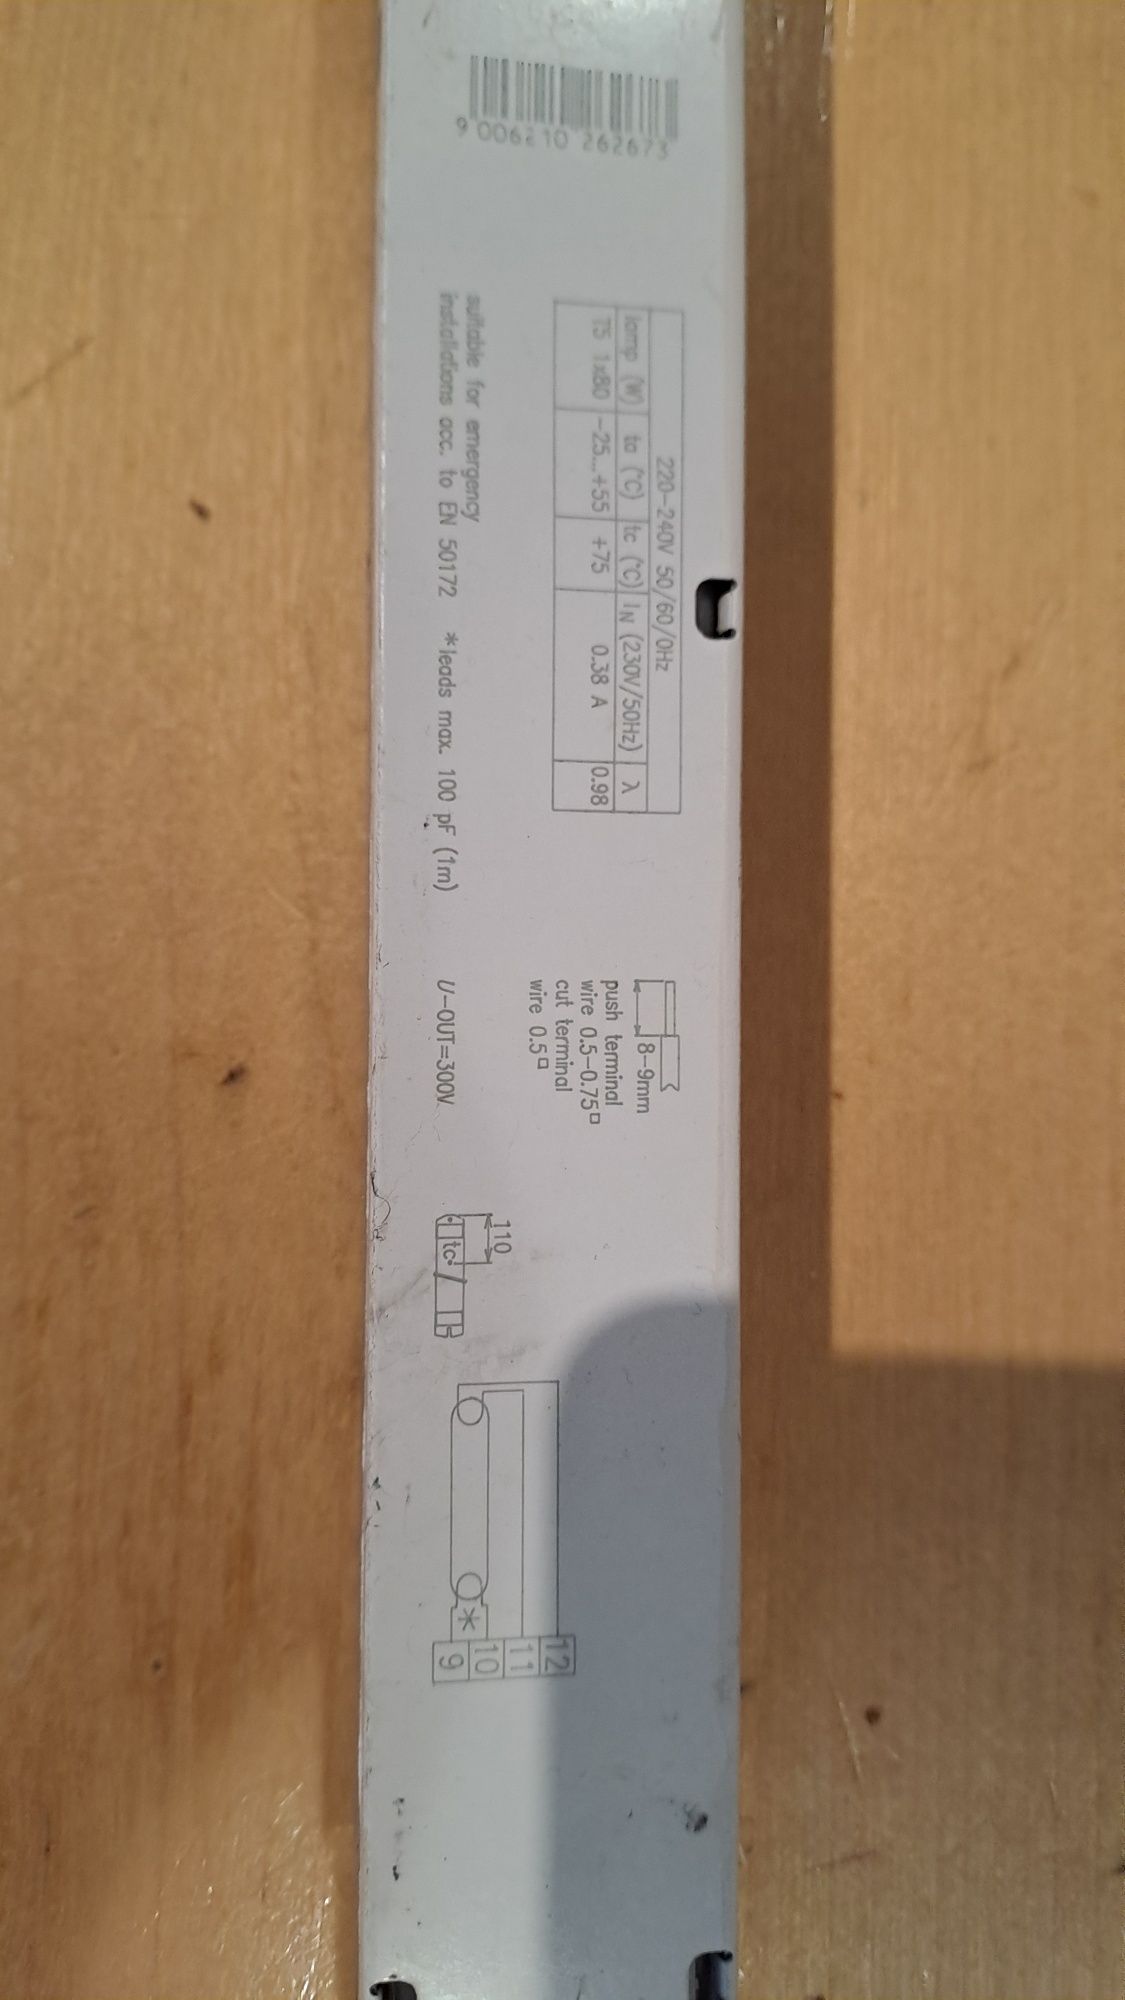 9 006210 262673
220-240V 50/60/0Hz
lamp (W) ta (°C) tc (°C) IN (230V/50Hz) λ
T5 1x80 -25...+55 +75 0.38 A 0.98
suitable for emergency
installations acc. to EN 50172 *leads max. 100 pF (1m)
8-9mm
push terminal
wire 0.5-0.75□
cut terminal
wire 0.5□
U-OUT=300V
110
tc
*
12
11
10
9